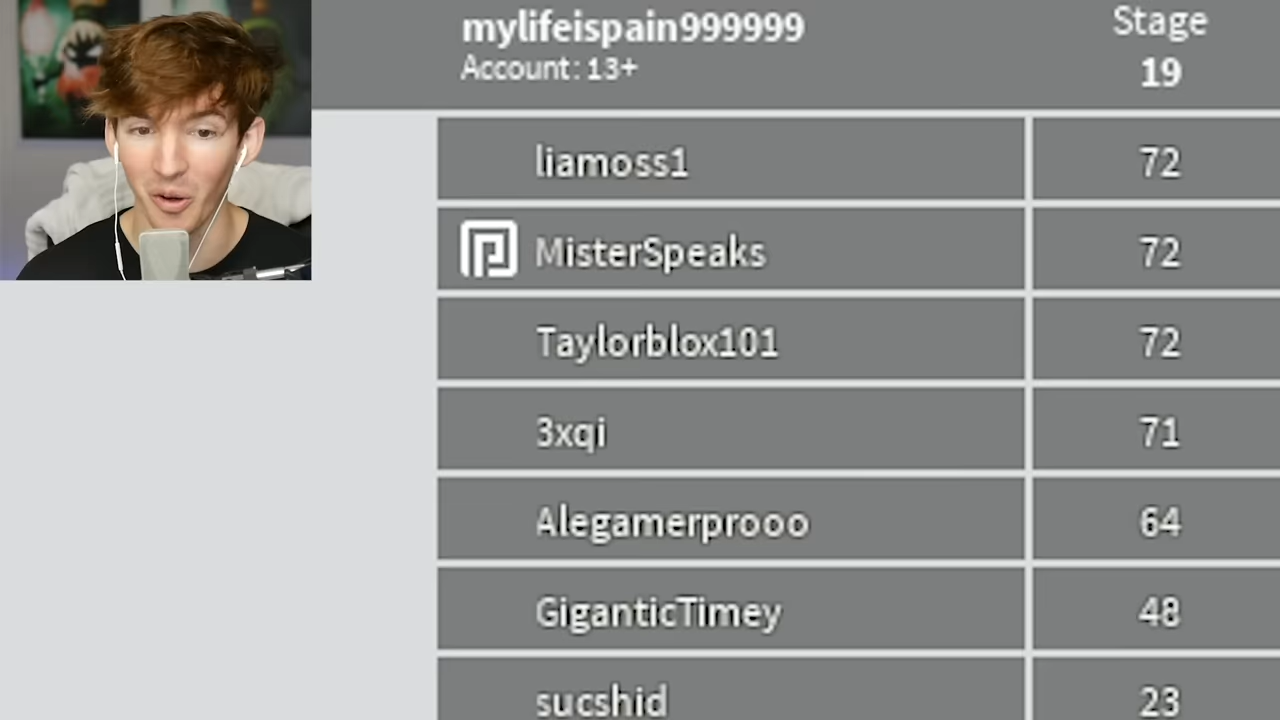 mylifeispain999999
Account: 13+
Stage
19
liamoss1 72
MisterSpeaks 72
Taylorblox101 72
3xqi 71
Alegamerprooo 64
GiganticTimey 48
sucshid 23